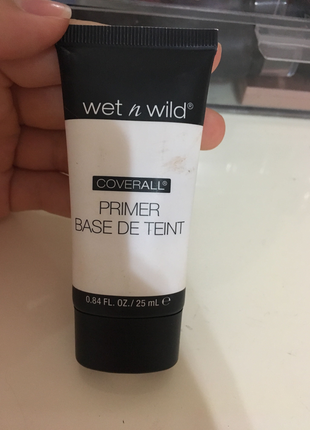 wet n wild®
COVERALL®
PRIMER
BASE DE TEINT
0.84 FL. OZ. / 25 mL ℮